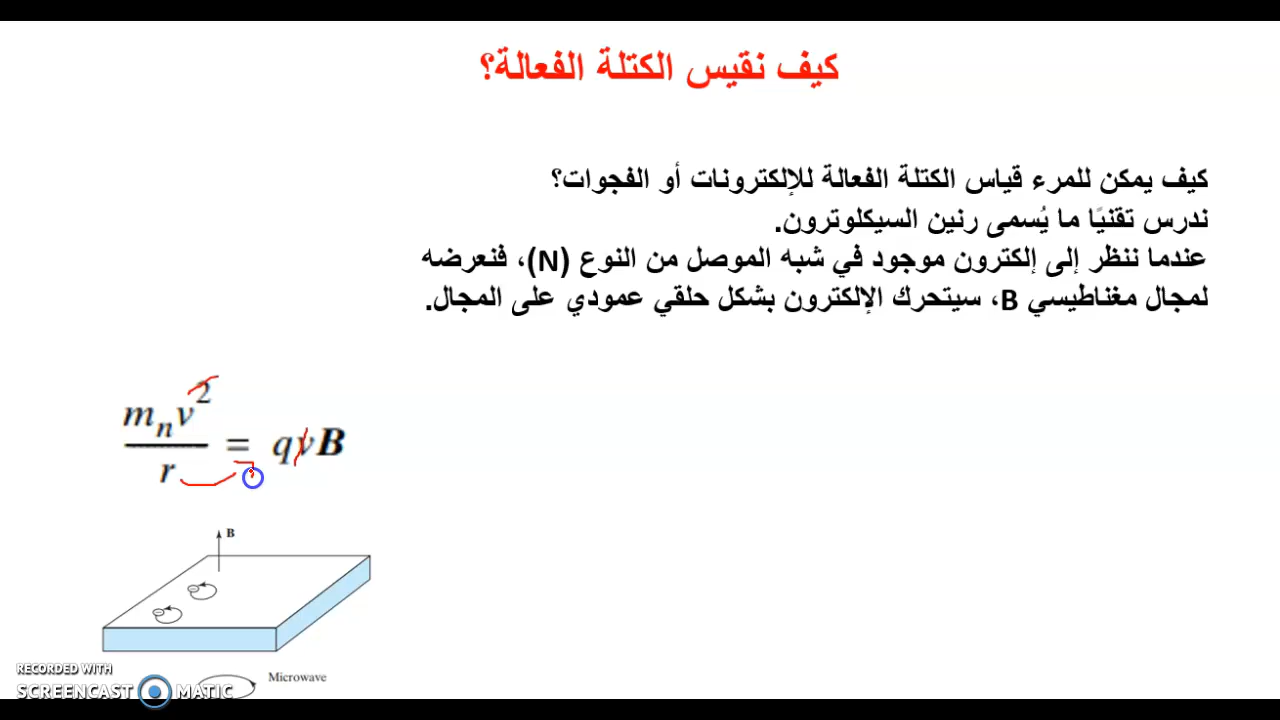 كيف نقيس الكتلة الفعالة؟
كيف يمكن للمرء قياس الكتلة الفعالة للإلكترونات أو الفجوات؟
ندرس تقنيًا ما يُسمى رنين السيكلوترون.
عندما ننظر إلى إلكترون موجود في شبه الموصل من النوع (N)، فنعرضه
لمجال مغناطيسي B، سيتحرك الإلكترون بشكل حلقي عمودي على المجال.
mₙv² / r = qvB
B
Microwave
RECORDED WITH
SCREENCAST MATIC